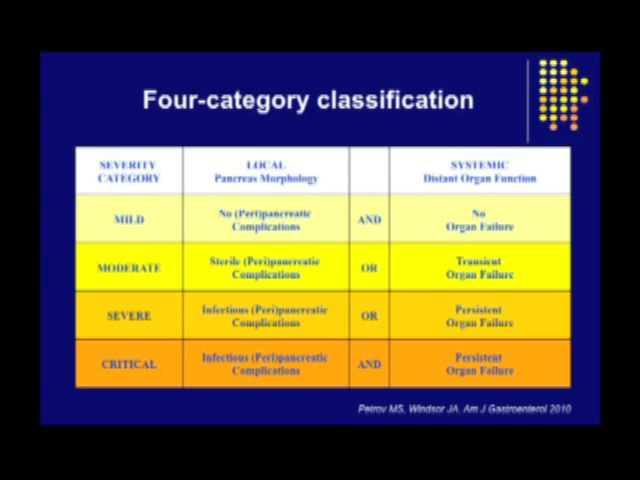 Four-category classification
SEVERITY CATEGORY
LOCAL
Pancreas Morphology
SYSTEMIC
Distant Organ Function
MILD
No (Peri)pancreatic
Complications
AND
No
Organ Failure
MODERATE
Sterile (Peri)pancreatic
Complications
OR
Transient
Organ Failure
SEVERE
Infectious (Peri)pancreatic
Complications
OR
Persistent
Organ Failure
CRITICAL
Infectious (Peri)pancreatic
Complications
AND
Persistent
Organ Failure
Petrov MS, Windsor JA. Am J Gastroenterol 2010